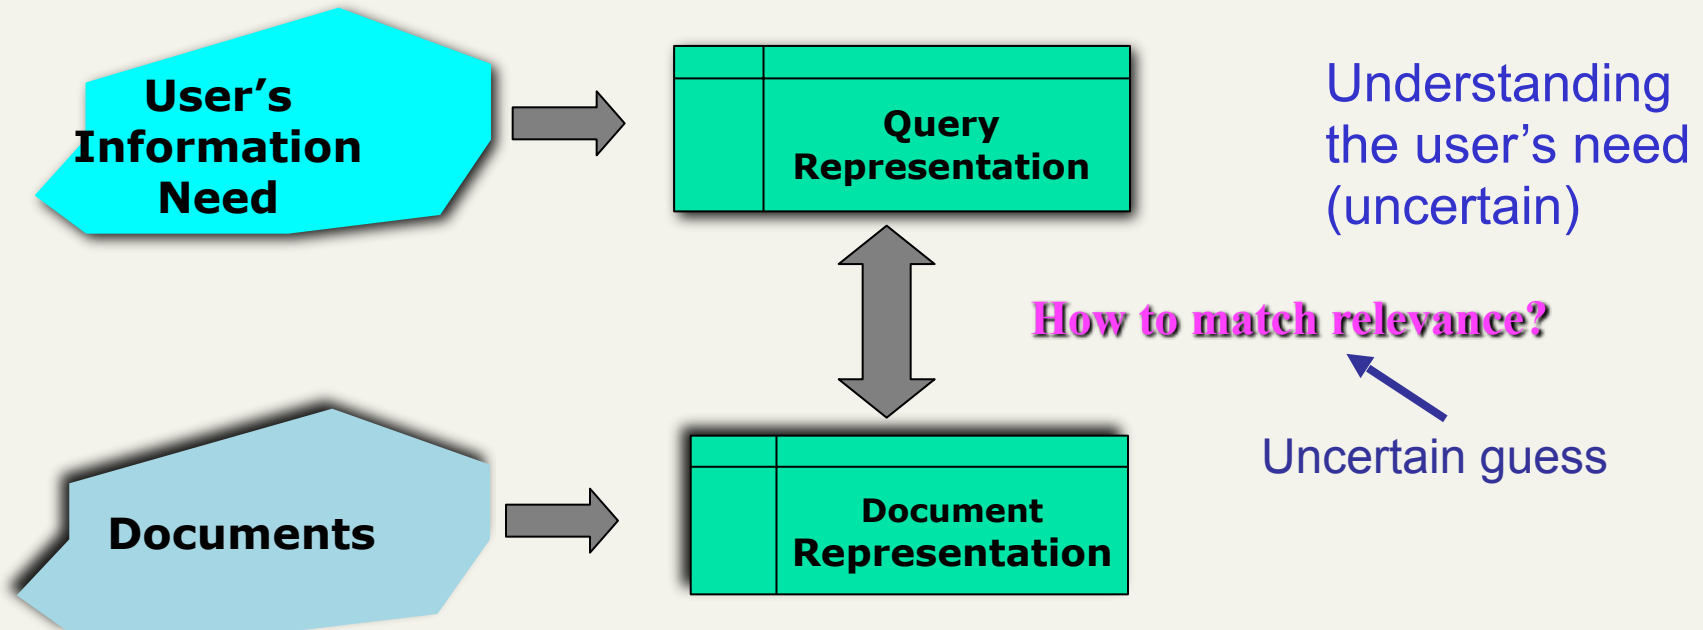 User's
Information
Need
Query
Representation
Understanding
the user's need
(uncertain)
How to match relevance?
Uncertain guess
Documents
Document
Representation